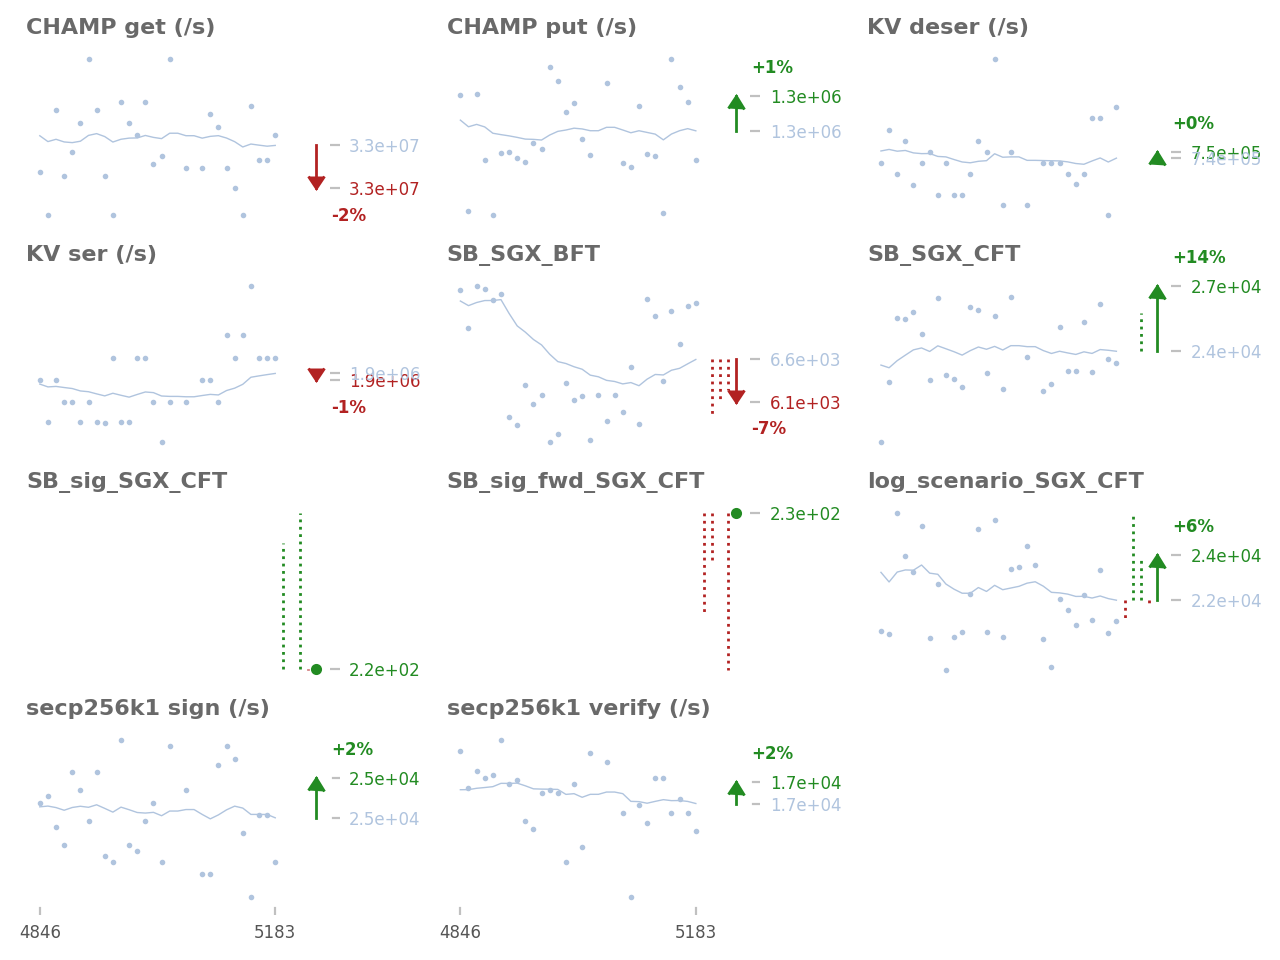 CHAMP get (/s)
3.3e+07
3.3e+07
-2%
CHAMP put (/s)
+1%
1.3e+06
1.3e+06
KV deser (/s)
+0%
7.5e+05
7.4e+05
KV ser (/s)
1.9e+06
1.9e+06
-1%
SB_SGX_BFT
6.6e+03
6.1e+03
-7%
SB_SGX_CFT
+14%
2.7e+04
2.4e+04
SB_sig_SGX_CFT
2.2e+02
SB_sig_fwd_SGX_CFT
2.3e+02
log_scenario_SGX_CFT
+6%
2.4e+04
2.2e+04
secp256k1 sign (/s)
+2%
2.5e+04
2.5e+04
4846
5183
secp256k1 verify (/s)
+2%
1.7e+04
1.7e+04
4846
5183